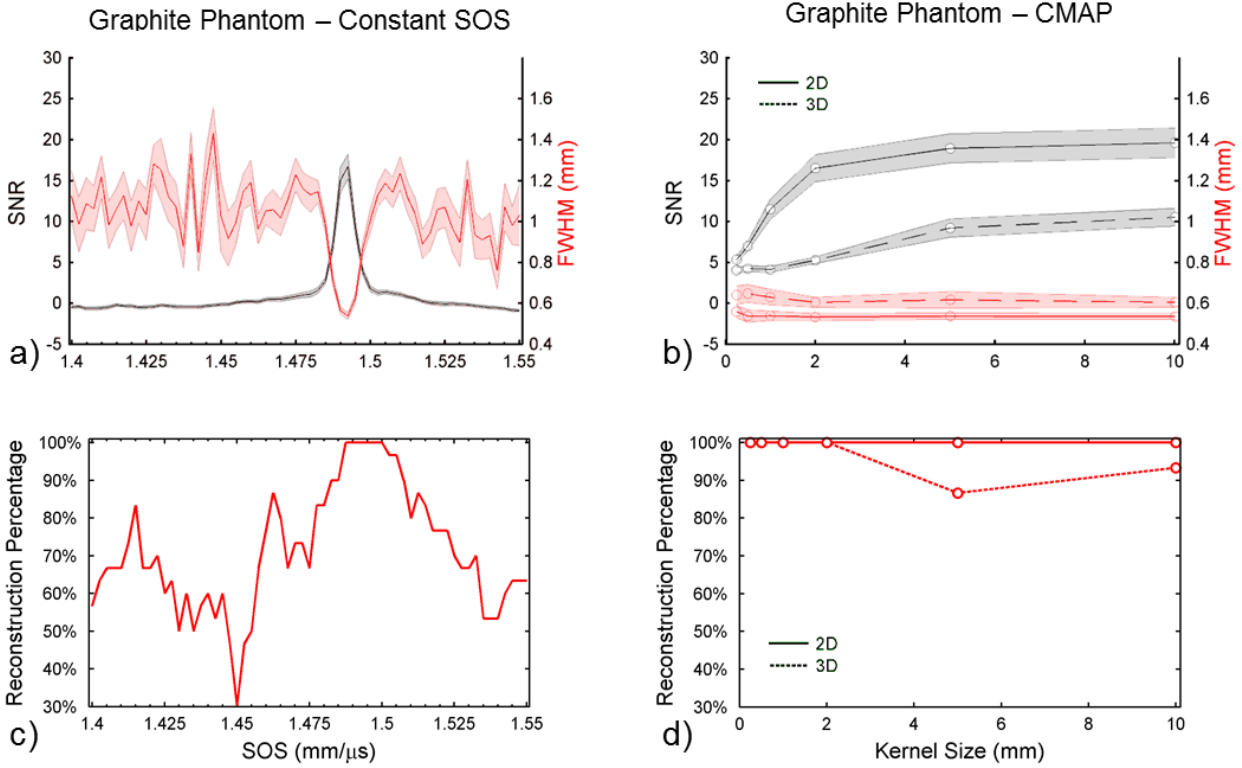 Graphite Phantom – Constant SOS
Graphite Phantom – CMAP
30
25
20
15
10
5
0
-5
SNR
1.6
1.4
1.2
1
0.8
0.6
0.4
FWHM (mm)
1.4 1.425 1.45 1.475 1.5 1.525 1.55
a)
30
25
20
15
10
5
0
-5
SNR
2D
3D
1.6
1.4
1.2
1
0.8
0.6
0.4
FWHM (mm)
0 2 4 6 8 10
b)
100%
90%
80%
70%
60%
50%
40%
30%
Reconstruction Percentage
1.4 1.425 1.45 1.475 1.5 1.525 1.55
SOS (mm/μs)
c)
100%
90%
80%
70%
60%
50%
40%
30%
Reconstruction Percentage
2D
3D
0 2 4 6 8 10
Kernel Size (mm)
d)